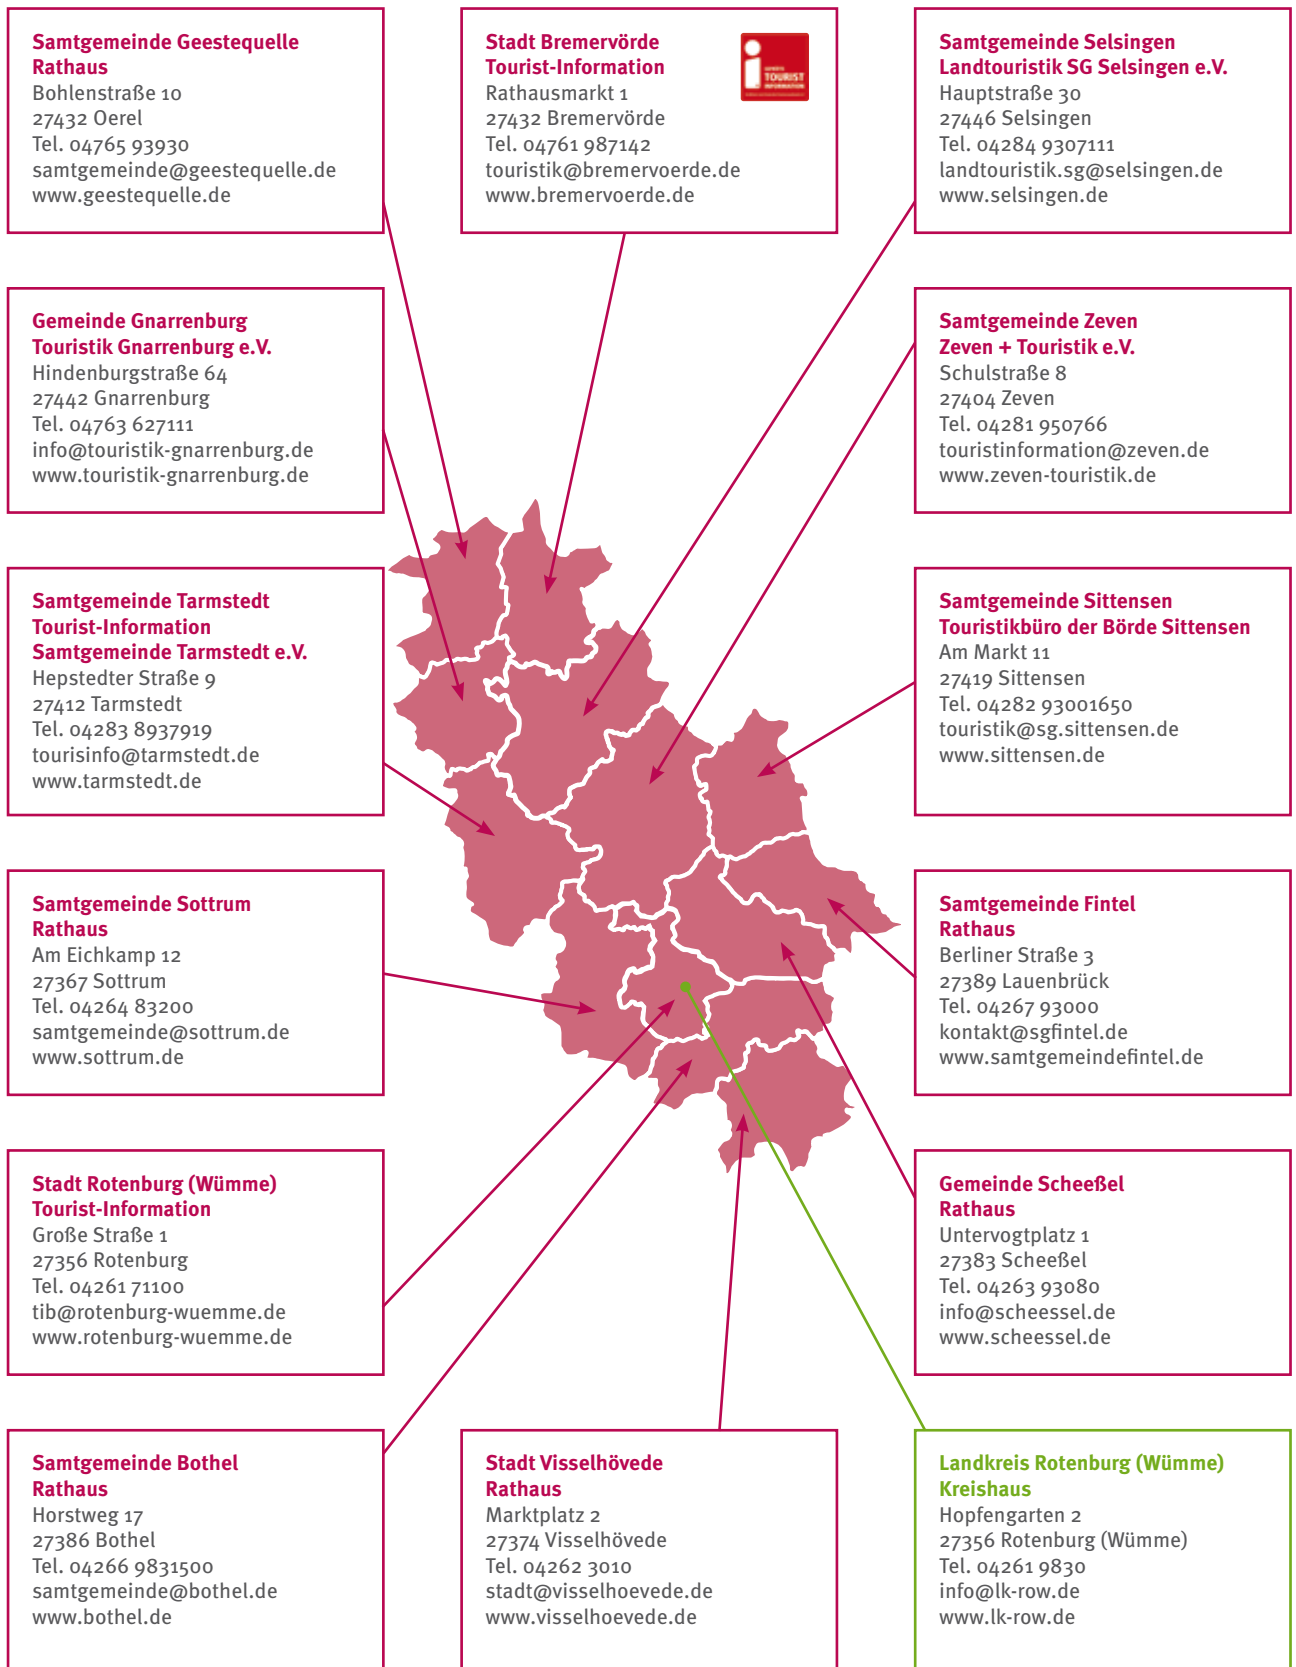 Samtgemeinde Geestequelle
Rathaus
Bohlenstraße 10
27432 Oerel
Tel. 04765 93930
samtgemeinde@geestequelle.de
www.geestequelle.de
Stadt Bremervörde
Tourist-Information
Rathausmarkt 1
27432 Bremervörde
Tel. 04761 987142
touristik@bremervoerde.de
www.bremervoerde.de
i
TOURIST
INFORMATION
Samtgemeinde Selsingen
Landtouristik SG Selsingen e.V.
Hauptstraße 30
27446 Selsingen
Tel. 04284 9307111
landtouristik.sg@selsingen.de
www.selsingen.de
Gemeinde Gnarrenburg
Touristik Gnarrenburg e.V.
Hindenburgstraße 64
27442 Gnarrenburg
Tel. 04763 627111
info@touristik-gnarrenburg.de
www.touristik-gnarrenburg.de
Samtgemeinde Zeven
Zeven + Touristik e.V.
Schulstraße 8
27404 Zeven
Tel. 04281 950766
touristinformation@zeven.de
www.zeven-touristik.de
Samtgemeinde Tarmstedt
Tourist-Information
Samtgemeinde Tarmstedt e.V.
Hepstedter Straße 9
27412 Tarmstedt
Tel. 04283 8937919
tourisinfo@tarmstedt.de
www.tarmstedt.de
Samtgemeinde Sittensen
Touristikbüro der Börde Sittensen
Am Markt 11
27419 Sittensen
Tel. 04282 93001650
touristik@sg.sittensen.de
www.sittensen.de
Samtgemeinde Sottrum
Rathaus
Am Eichkamp 12
27367 Sottrum
Tel. 04264 83200
samtgemeinde@sottrum.de
www.sottrum.de
Samtgemeinde Fintel
Rathaus
Berliner Straße 3
27389 Lauenbrück
Tel. 04267 93000
kontakt@sgfintel.de
www.samtgemeindefintel.de
Stadt Rotenburg (Wümme)
Tourist-Information
Große Straße 1
27356 Rotenburg
Tel. 04261 71100
tib@rotenburg-wuemme.de
www.rotenburg-wuemme.de
Gemeinde Scheeßel
Rathaus
Untervogtplatz 1
27383 Scheeßel
Tel. 04263 93080
info@scheessel.de
www.scheessel.de
Samtgemeinde Bothel
Rathaus
Horstweg 17
27386 Bothel
Tel. 04266 9831500
samtgemeinde@bothel.de
www.bothel.de
Stadt Visselhövede
Rathaus
Marktplatz 2
27374 Visselhövede
Tel. 04262 3010
stadt@visselhoevede.de
www.visselhoevede.de
Landkreis Rotenburg (Wümme)
Kreishaus
Hopfengarten 2
27356 Rotenburg (Wümme)
Tel. 04261 9830
info@lk-row.de
www.lk-row.de